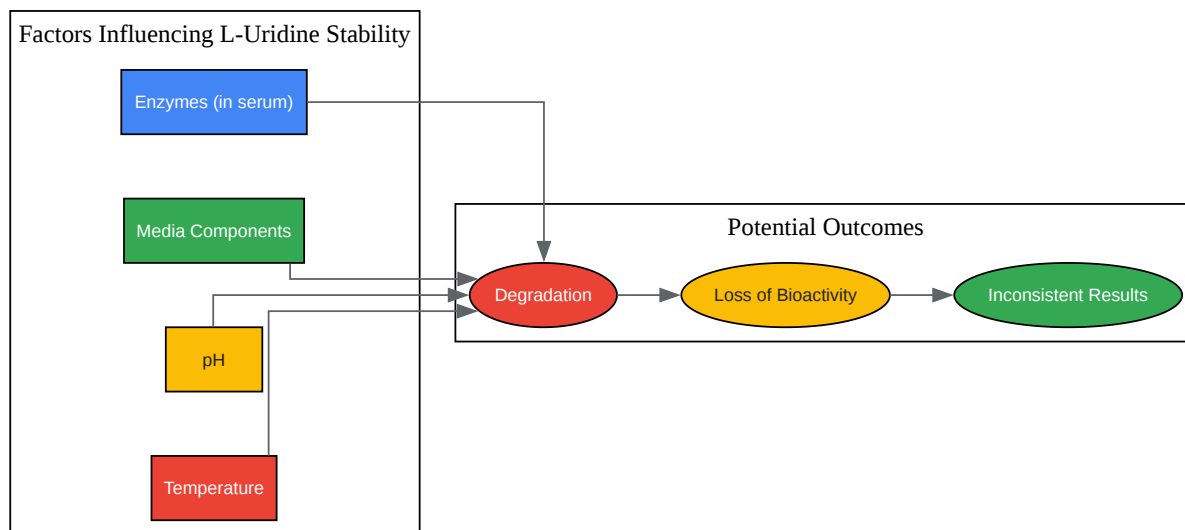 Factors Influencing L-Uridine Stability
Enzymes (in serum)
Media Components
pH
Temperature
Potential Outcomes
Degradation
Loss of Bioactivity
Inconsistent Results